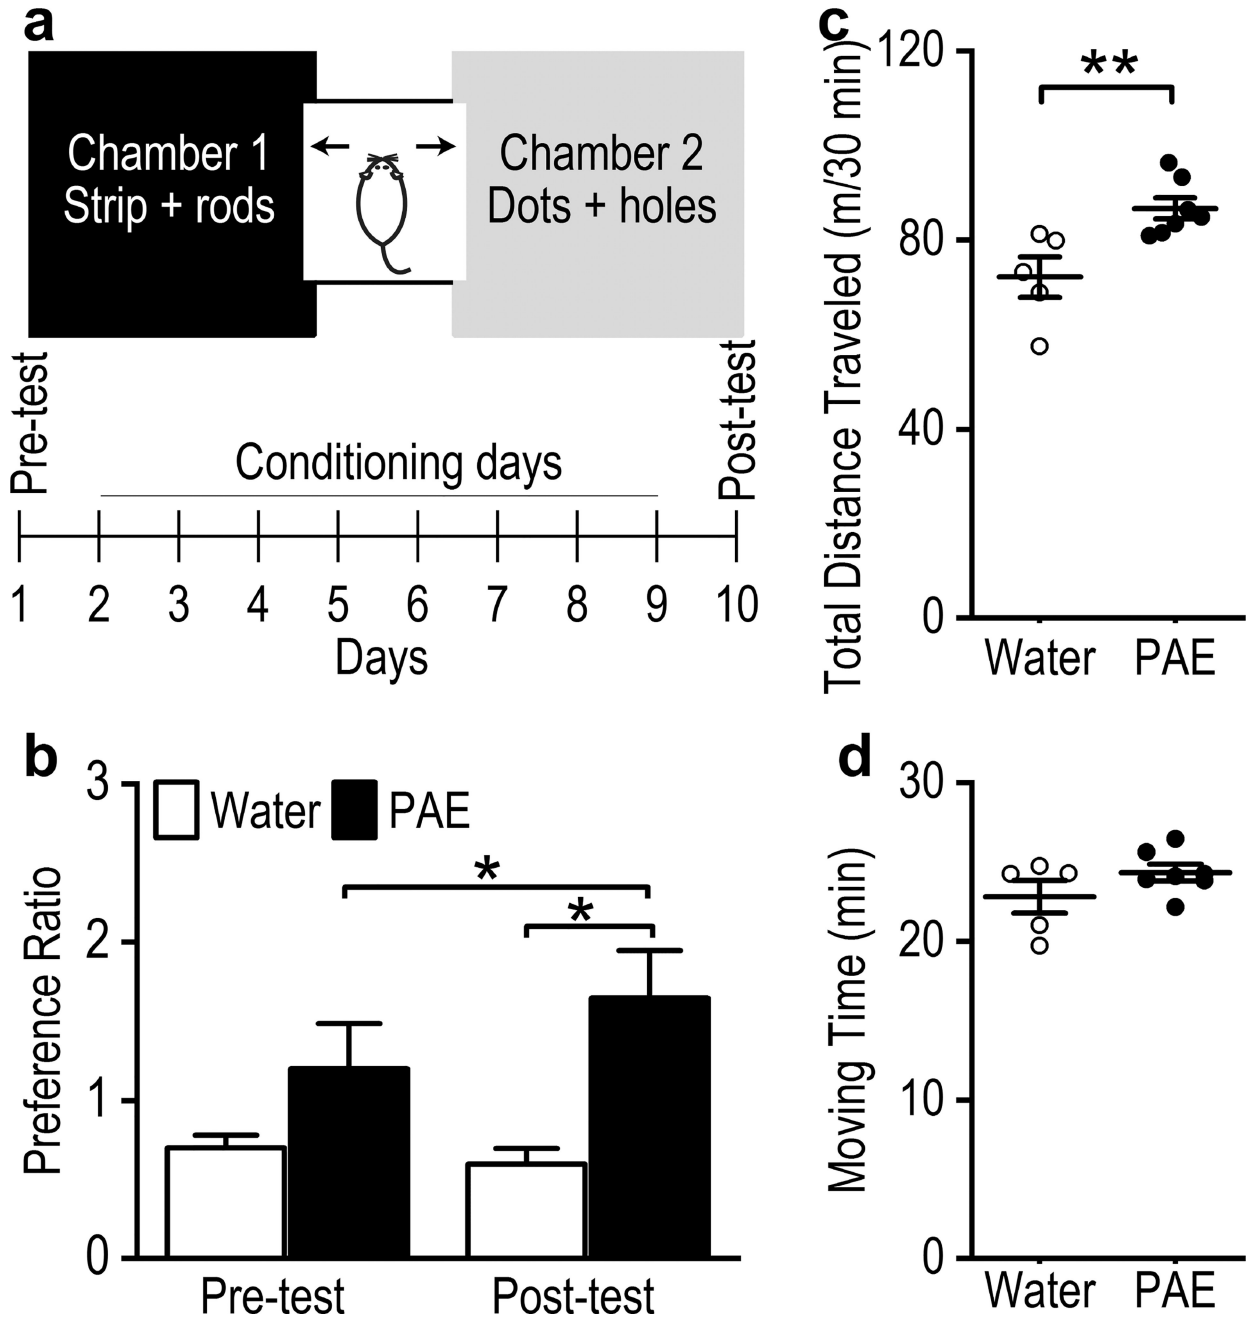 a
Chamber 1
Strip + rods
Chamber 2
Dots + holes
Pre-test
Post-test
Conditioning days
1 2 3 4 5 6 7 8 9 10
Days
b
Preference Ratio
3
2
1
0
Water PAE
*
*
Pre-test Post-test
c
Total Distance Traveled (m/30 min)
120
80
40
0
**
Water PAE
d
Moving Time (min)
30
20
10
0
Water PAE